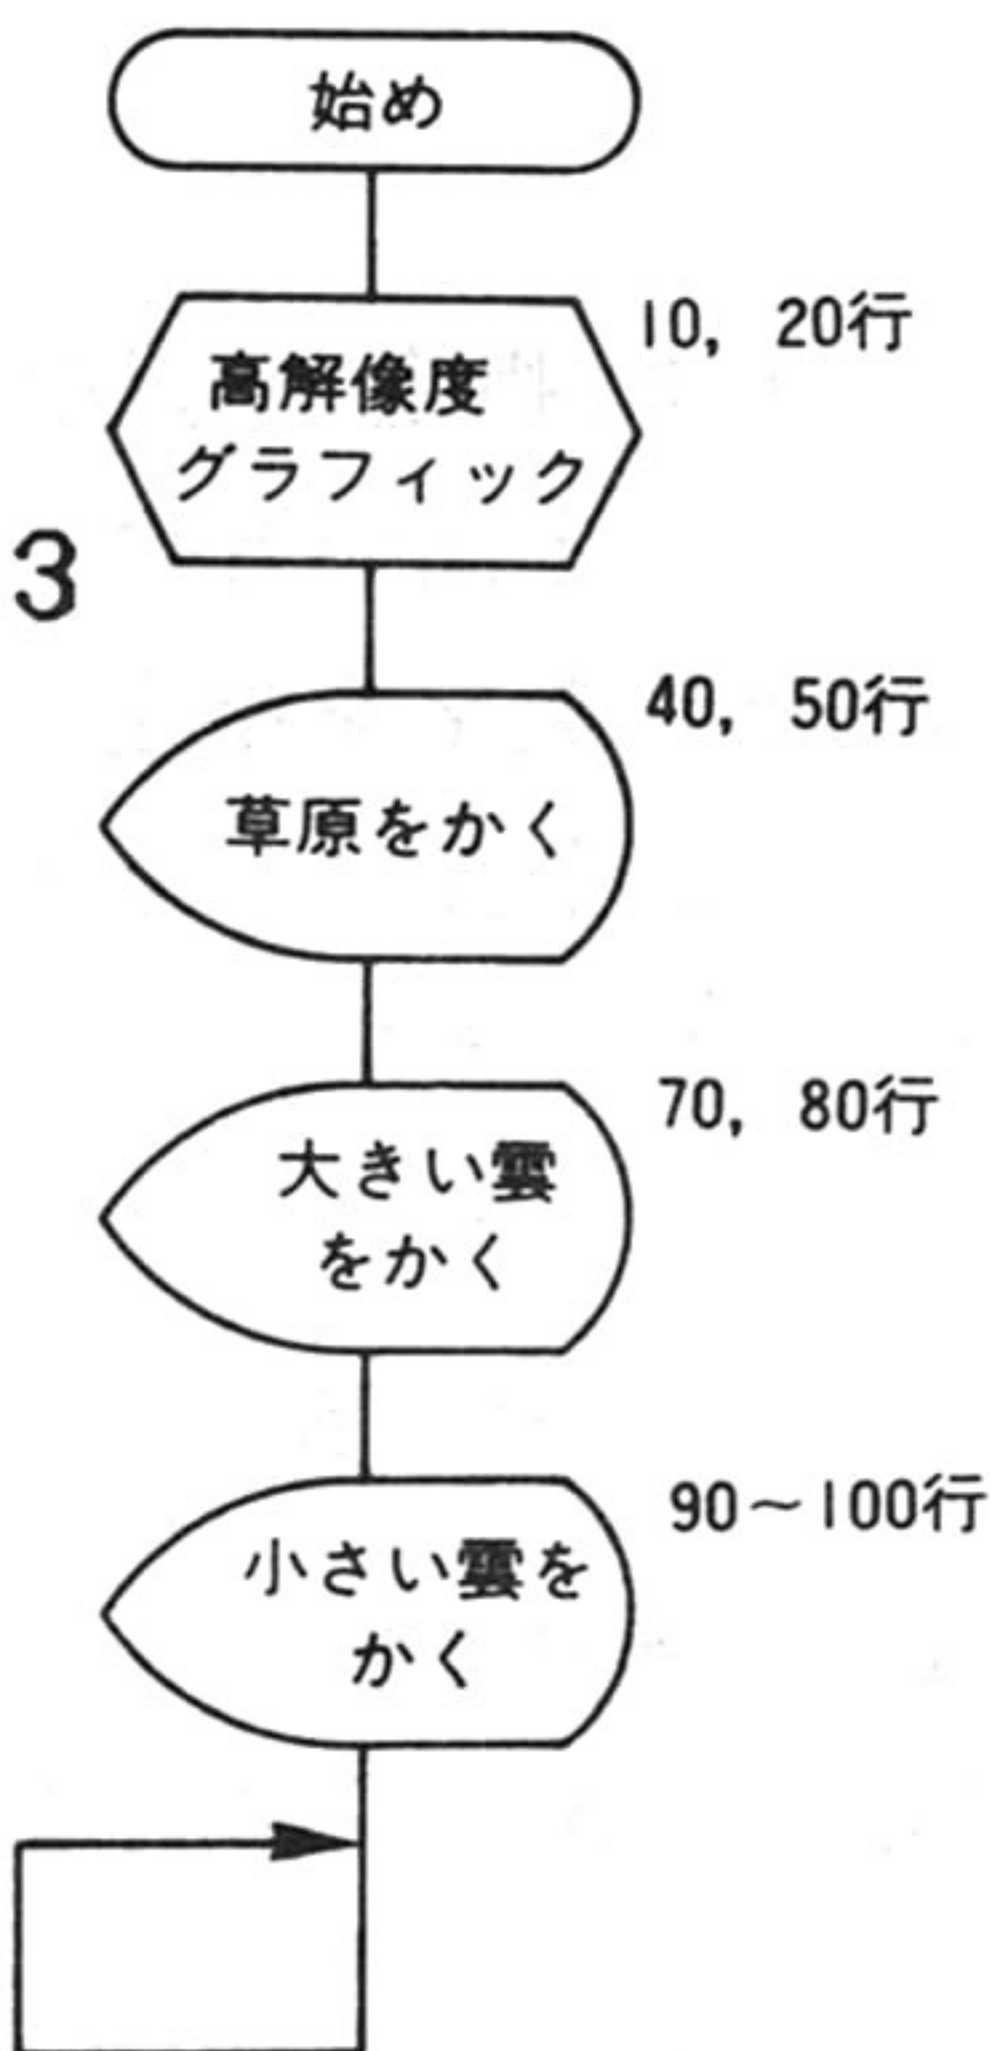 始め
10, 20行
高解像度
グラフィック
3
40, 50行
草原をかく
70, 80行
大きい雲
をかく
90～100行
小さい雲を
かく